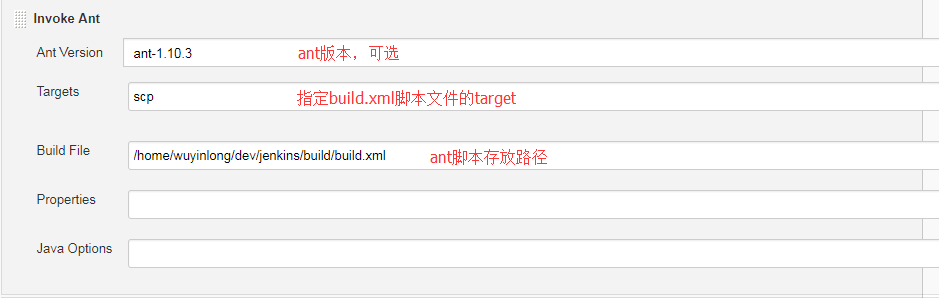 Invoke Ant
Ant Version ant-1.10.3 ant版本，可选
Targets scp 指定build.xml脚本文件的target
Build File /home/wuyinlong/dev/jenkins/build/build.xml ant脚本存放路径
Properties
Java Options